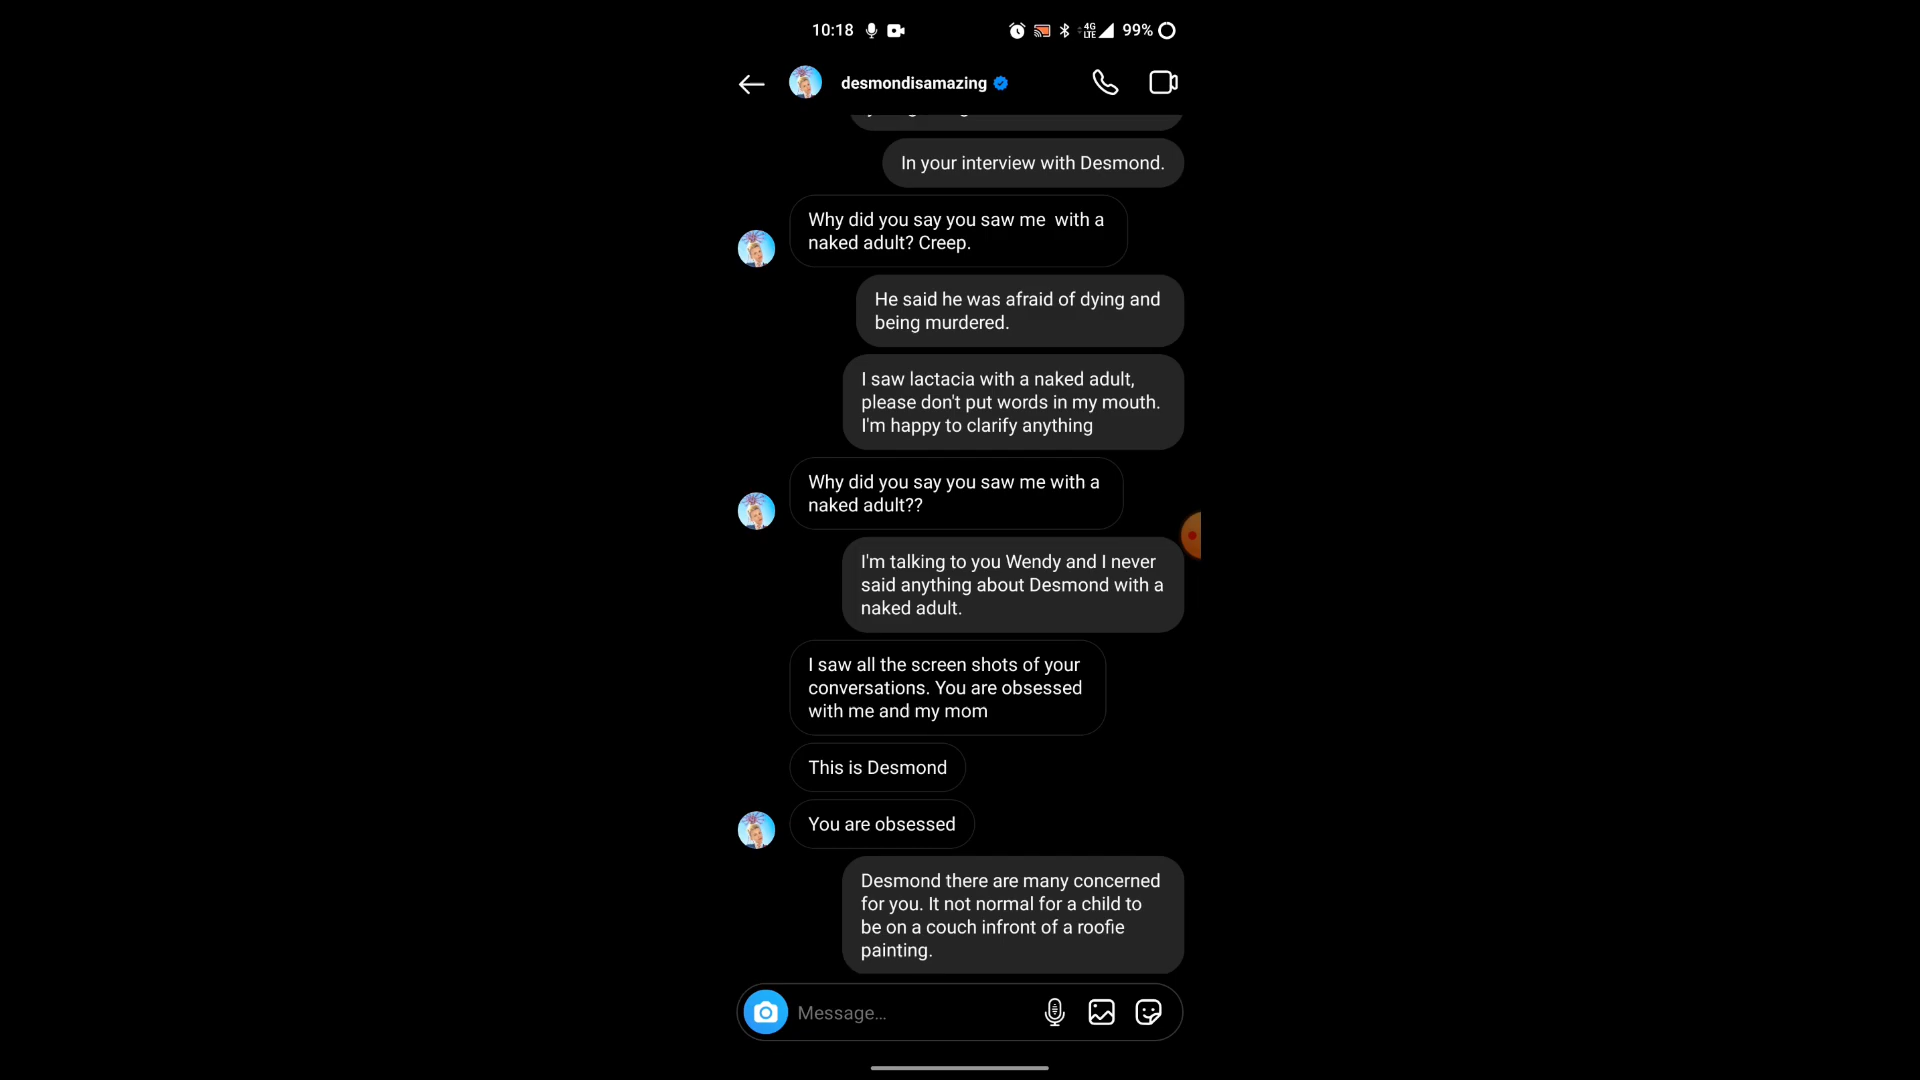 10:18
4G
LTE
99%
desmondisamazing
In your interview with Desmond.
Why did you say you saw me with a
naked adult? Creep.
He said he was afraid of dying and
being murdered.
I saw lactacia with a naked adult,
please don't put words in my mouth.
I'm happy to clarify anything
Why did you say you saw me with a
naked adult??
I'm talking to you Wendy and I never
said anything about Desmond with a
naked adult.
I saw all the screen shots of your
conversations. You are obsessed
with me and my mom
This is Desmond
You are obsessed
Desmond there are many concerned
for you. It not normal for a child to
be on a couch infront of a roofie
painting.
Message...